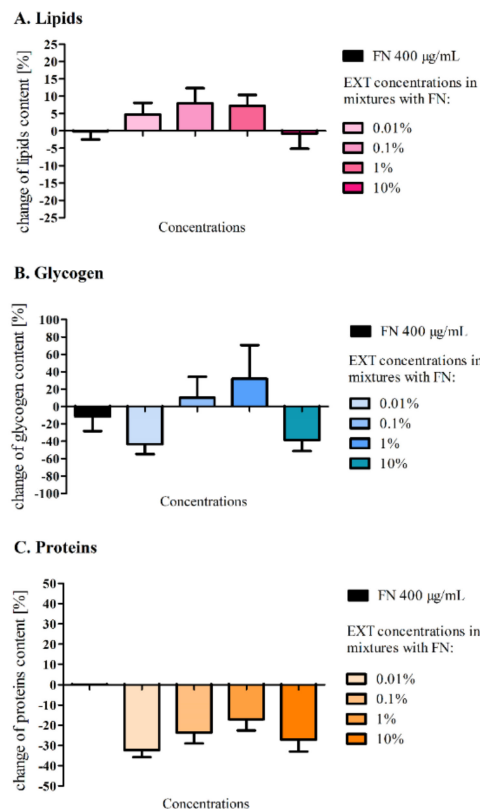 A. Lipids
change of lipids content [%]
25
20
15
10
5
0
-5
-10
-15
-20
-25
Concentrations
FN 400 µg/mL
EXT concentrations in
mixtures with FN:
0.01%
0.1%
1%
10%
B. Glycogen
change of glycogen content [%]
100
80
60
40
20
0
-20
-40
-60
-80
-100
Concentrations
FN 400 µg/mL
EXT concentrations in
mixtures with FN:
0.01%
0.1%
1%
10%
C. Proteins
change of proteins content [%]
50
40
30
20
10
0
-10
-20
-30
-40
-50
Concentrations
FN 400 µg/mL
EXT concentrations in
mixtures with FN:
0.01%
0.1%
1%
10%